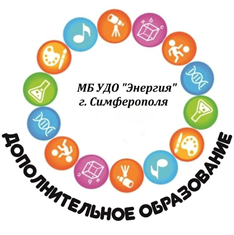 МБ УДО "Энергия"
г. Симферополя
ДОПОЛНИТЕЛЬНОЕ ОБРАЗОВАНИЕ